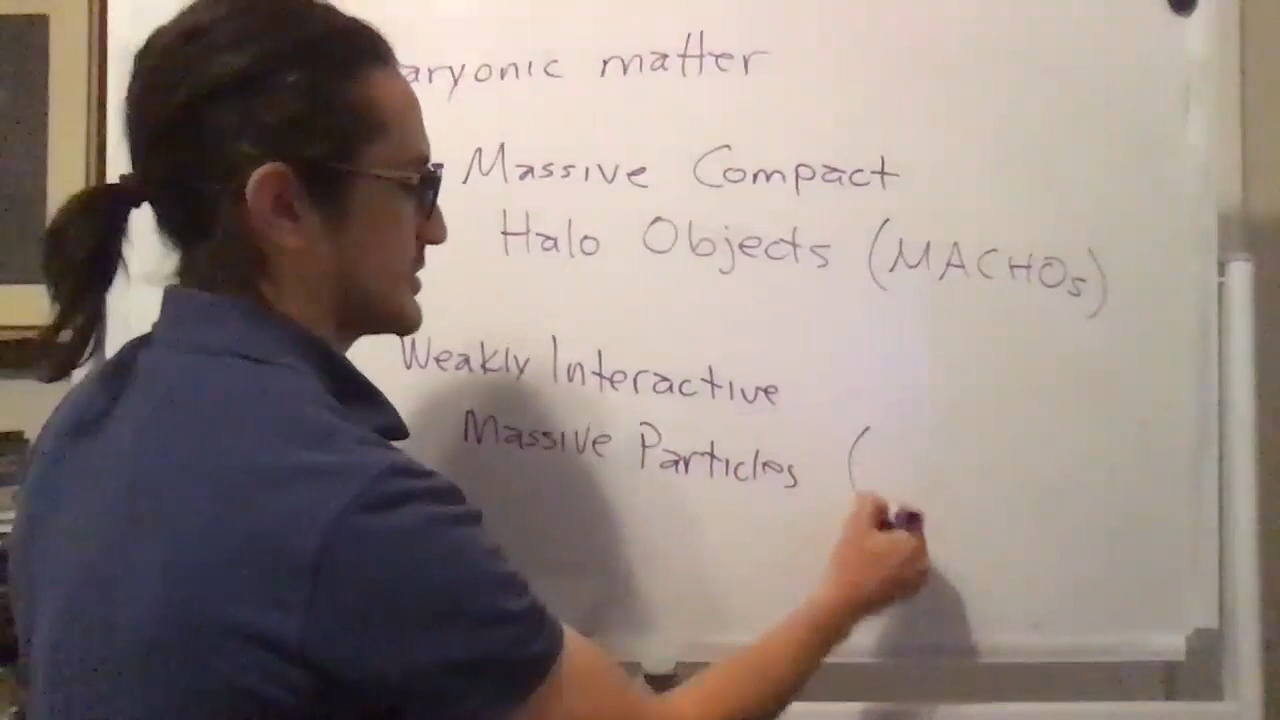 aryonic matter
Massive Compact
Halo Objects (MACHOs)
Weakly Interactive
Massive Particles (